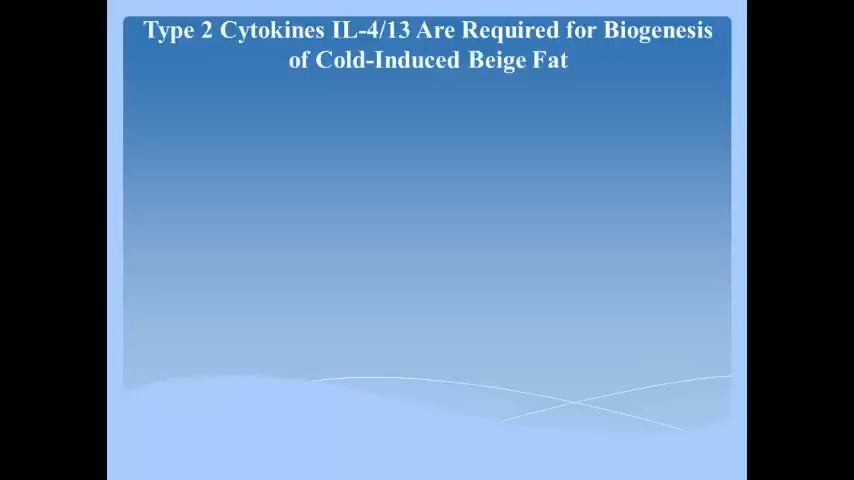 Type 2 Cytokines IL-4/13 Are Required for Biogenesis
of Cold-Induced Beige Fat